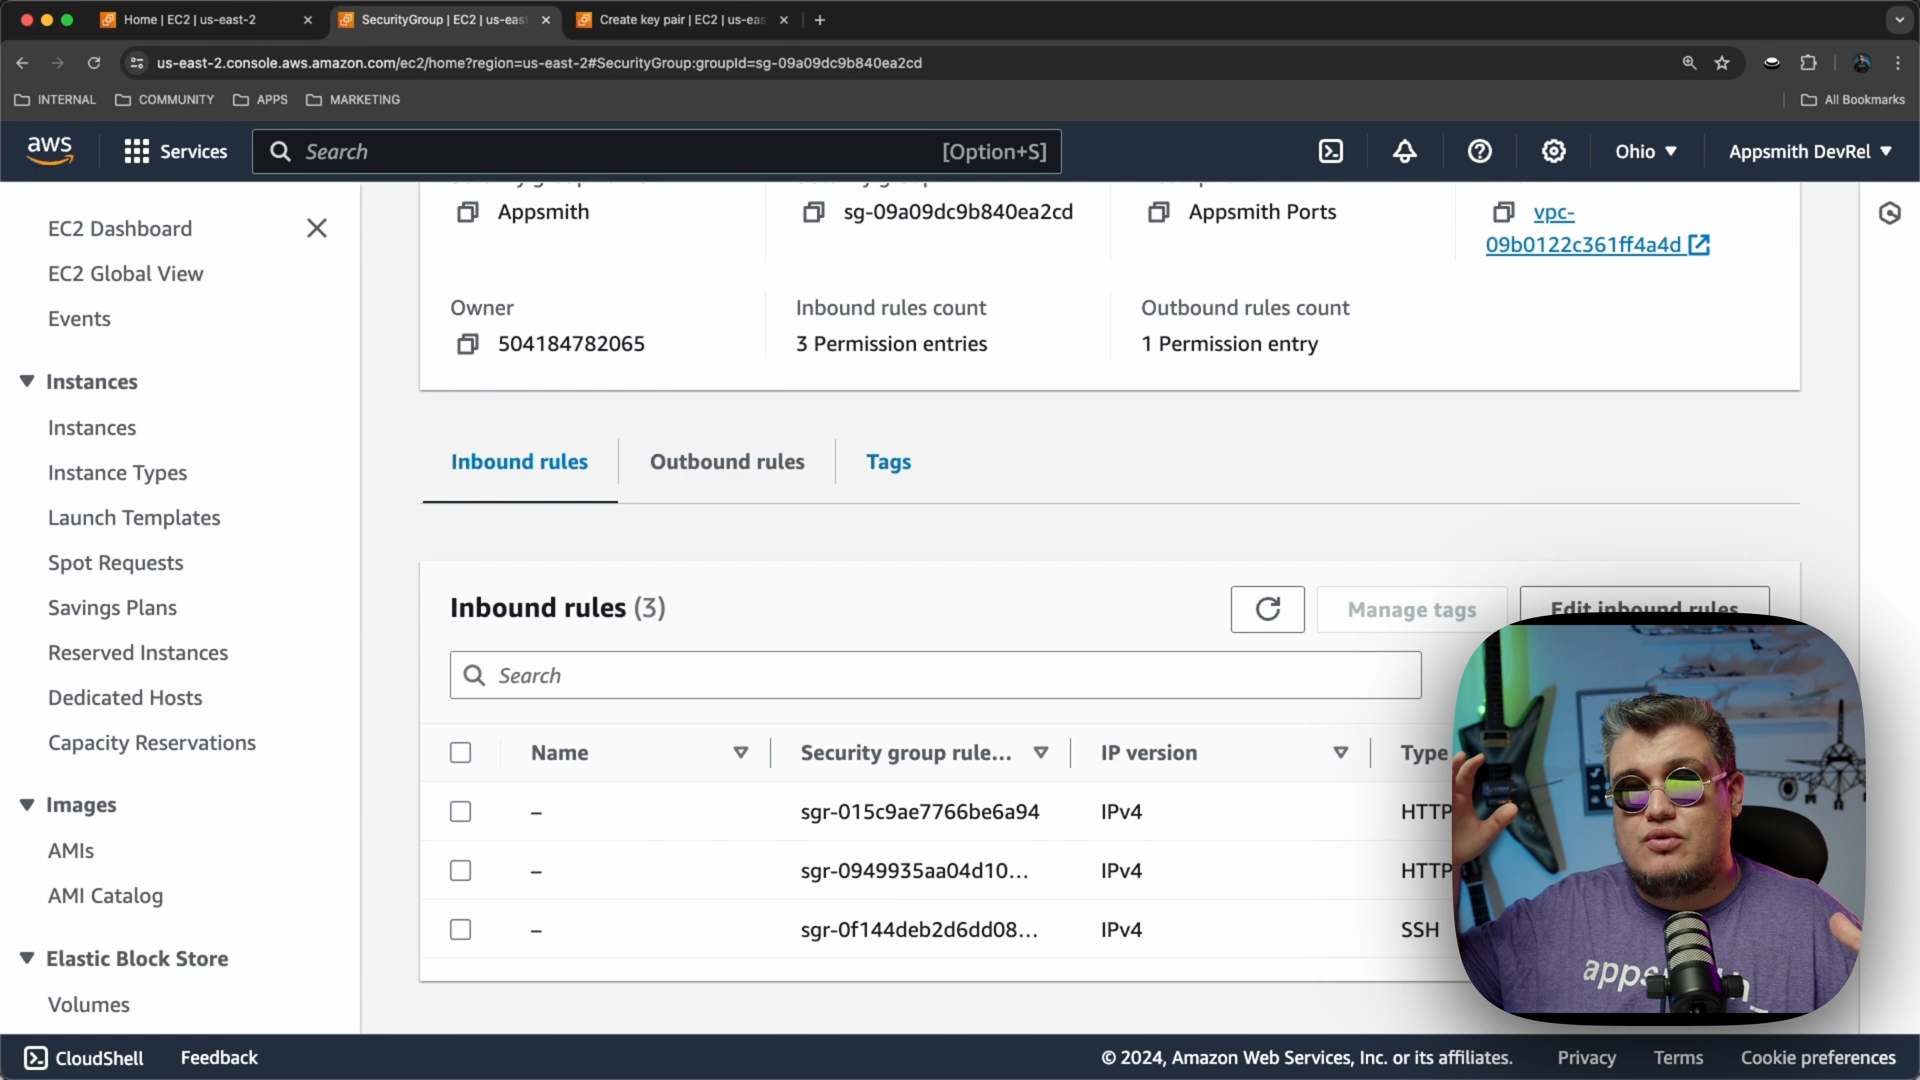 Home | EC2 | us-east-2
SecurityGroup | EC2 | us-east
Create key pair | EC2 | us-eas
us-east-2.console.aws.amazon.com/ec2/home?region=us-east-2#SecurityGroup:groupId=sg-09a09dc9b840ea2cd
INTERNAL
COMMUNITY
APPS
MARKETING
All Bookmarks
aws
Services
Search
[Option+S]
Ohio
Appsmith DevRel
EC2 Dashboard
EC2 Global View
Events
Instances
Instances
Instance Types
Launch Templates
Spot Requests
Savings Plans
Reserved Instances
Dedicated Hosts
Capacity Reservations
Images
AMIs
AMI Catalog
Elastic Block Store
Volumes
Appsmith
sg-09a09dc9b840ea2cd
Appsmith Ports
vpc-
09b0122c361ff4a4d
Owner
504184782065
Inbound rules count
3 Permission entries
Outbound rules count
1 Permission entry
Inbound rules
Outbound rules
Tags
Inbound rules (3)
Manage tags
Edit inbound rules
Search
Name
Security group rule...
IP version
Type
–
sgr-015c9ae7766be6a94
IPv4
HTTP
–
sgr-0949935aa04d10...
IPv4
HTTP
–
sgr-0f144deb2d6dd08...
IPv4
SSH
CloudShell
Feedback
© 2024, Amazon Web Services, Inc. or its affiliates.
Privacy
Terms
Cookie preferences